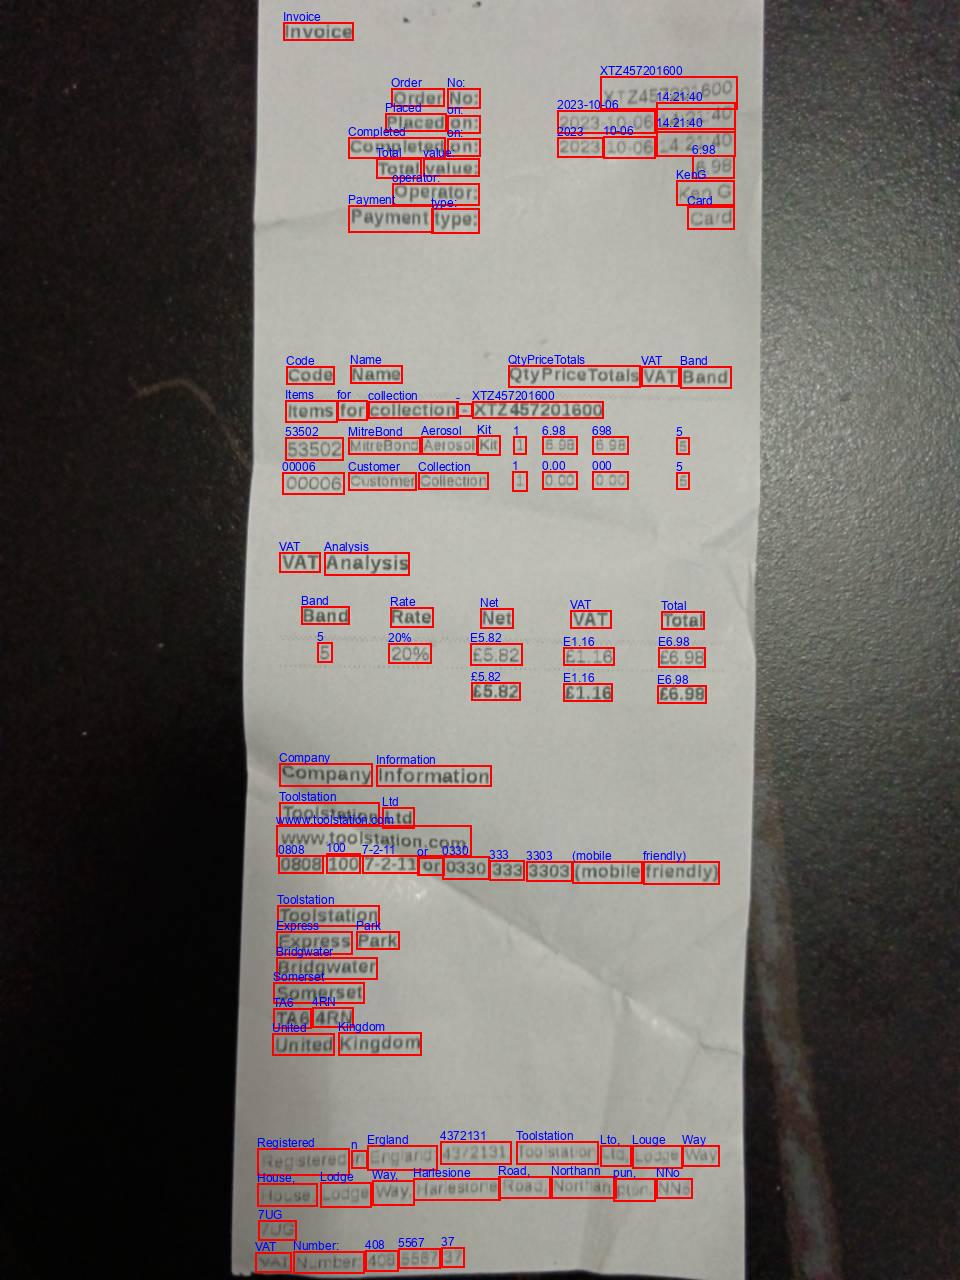 Invoice
Order No: XTZ457201600
Placed on: 2023-10-06 14:21:40
Completed on: 2023-10-06 14:21:40
Total value: 6.98
Operator: Ken G
Payment type: Card
Code Name QtyPriceTotals VAT Band
Items for collection - XTZ457201600
53502 MitreBond Aerosol Kit 1 6.98 6.98 5
00006 Customer Collection 1 0.00 0.00 5
VAT Analysis
Band Rate Net VAT Total
5 20% £5.82 £1.16 £6.98
£5.82 £1.16 £6.98
Company Information
Toolstation Ltd
www.toolstation.com
0808 100 7-2-11 or 0330 333 3303 (mobile friendly)
Toolstation
Express Park
Bridgwater
Somerset
TA6 4RN
United Kingdom
Registered in England 4372131. Toolstation Ltd, Lodge Way
House, Lodge Way, Harlestone Road, Northampton, NN5
7UG
VAT Number: 408 5567 37